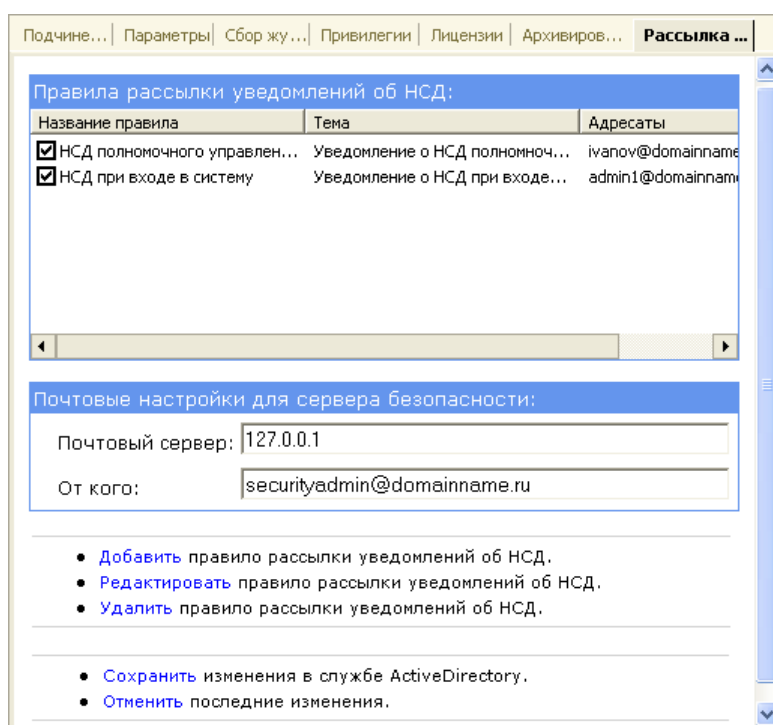 Подчине... Параметры Сбор жу... Привилегии Лицензии Архивиров... Рассылка ...
Правила рассылки уведомлений об НСД:
Название правила Тема Адресаты
НСД полномочного управлен... Уведомление о НСД полномноч... ivanov@domainname
НСД при входе в систему Уведомление о НСД при входе... admin1@domainnam
Почтовые настройки для сервера безопасности:
Почтовый сервер: 127.0.0.1
От кого: securityadmin@domainname.ru
• Добавить правило рассылки уведомлений об НСД.
• Редактировать правило рассылки уведомлений об НСД.
• Удалить правило рассылки уведомлений об НСД.
• Сохранить изменения в службе ActiveDirectory.
• Отменить последние изменения.